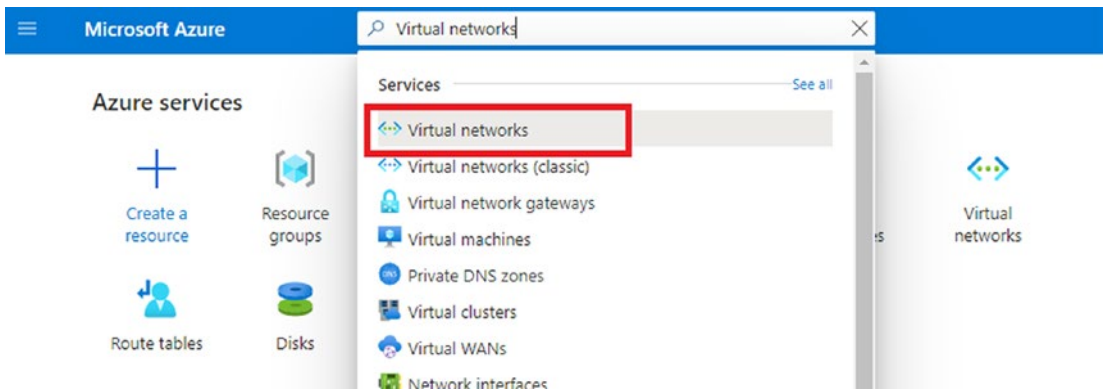 Microsoft Azure
Virtual networks
Services
See all
Azure services
Virtual networks
Virtual networks (classic)
Virtual network gateways
Virtual machines
Private DNS zones
Virtual clusters
Virtual WANs
Network interfaces
Create a
resource
Resource
groups
Virtual
networks
Route tables
Disks